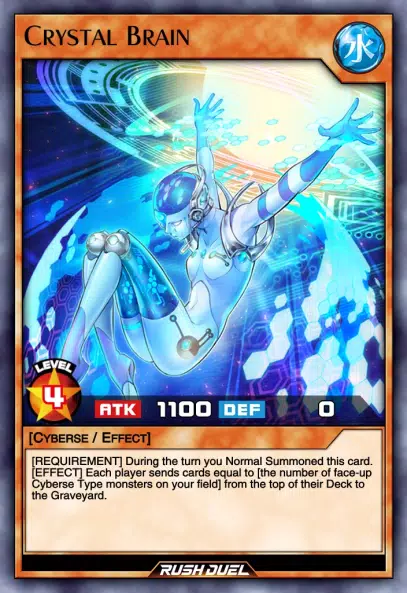 CRYSTAL BRAIN
水
LEVEL
4
ATK 1100 DEF 0
[CYBERSE / EFFECT]
[REQUIREMENT] During the turn you Normal Summoned this card.
[EFFECT] Each player sends cards equal to [the number of face-up
Cyberse Type monsters on your field] from the top of their Deck to
the Graveyard.
RUSH DUEL